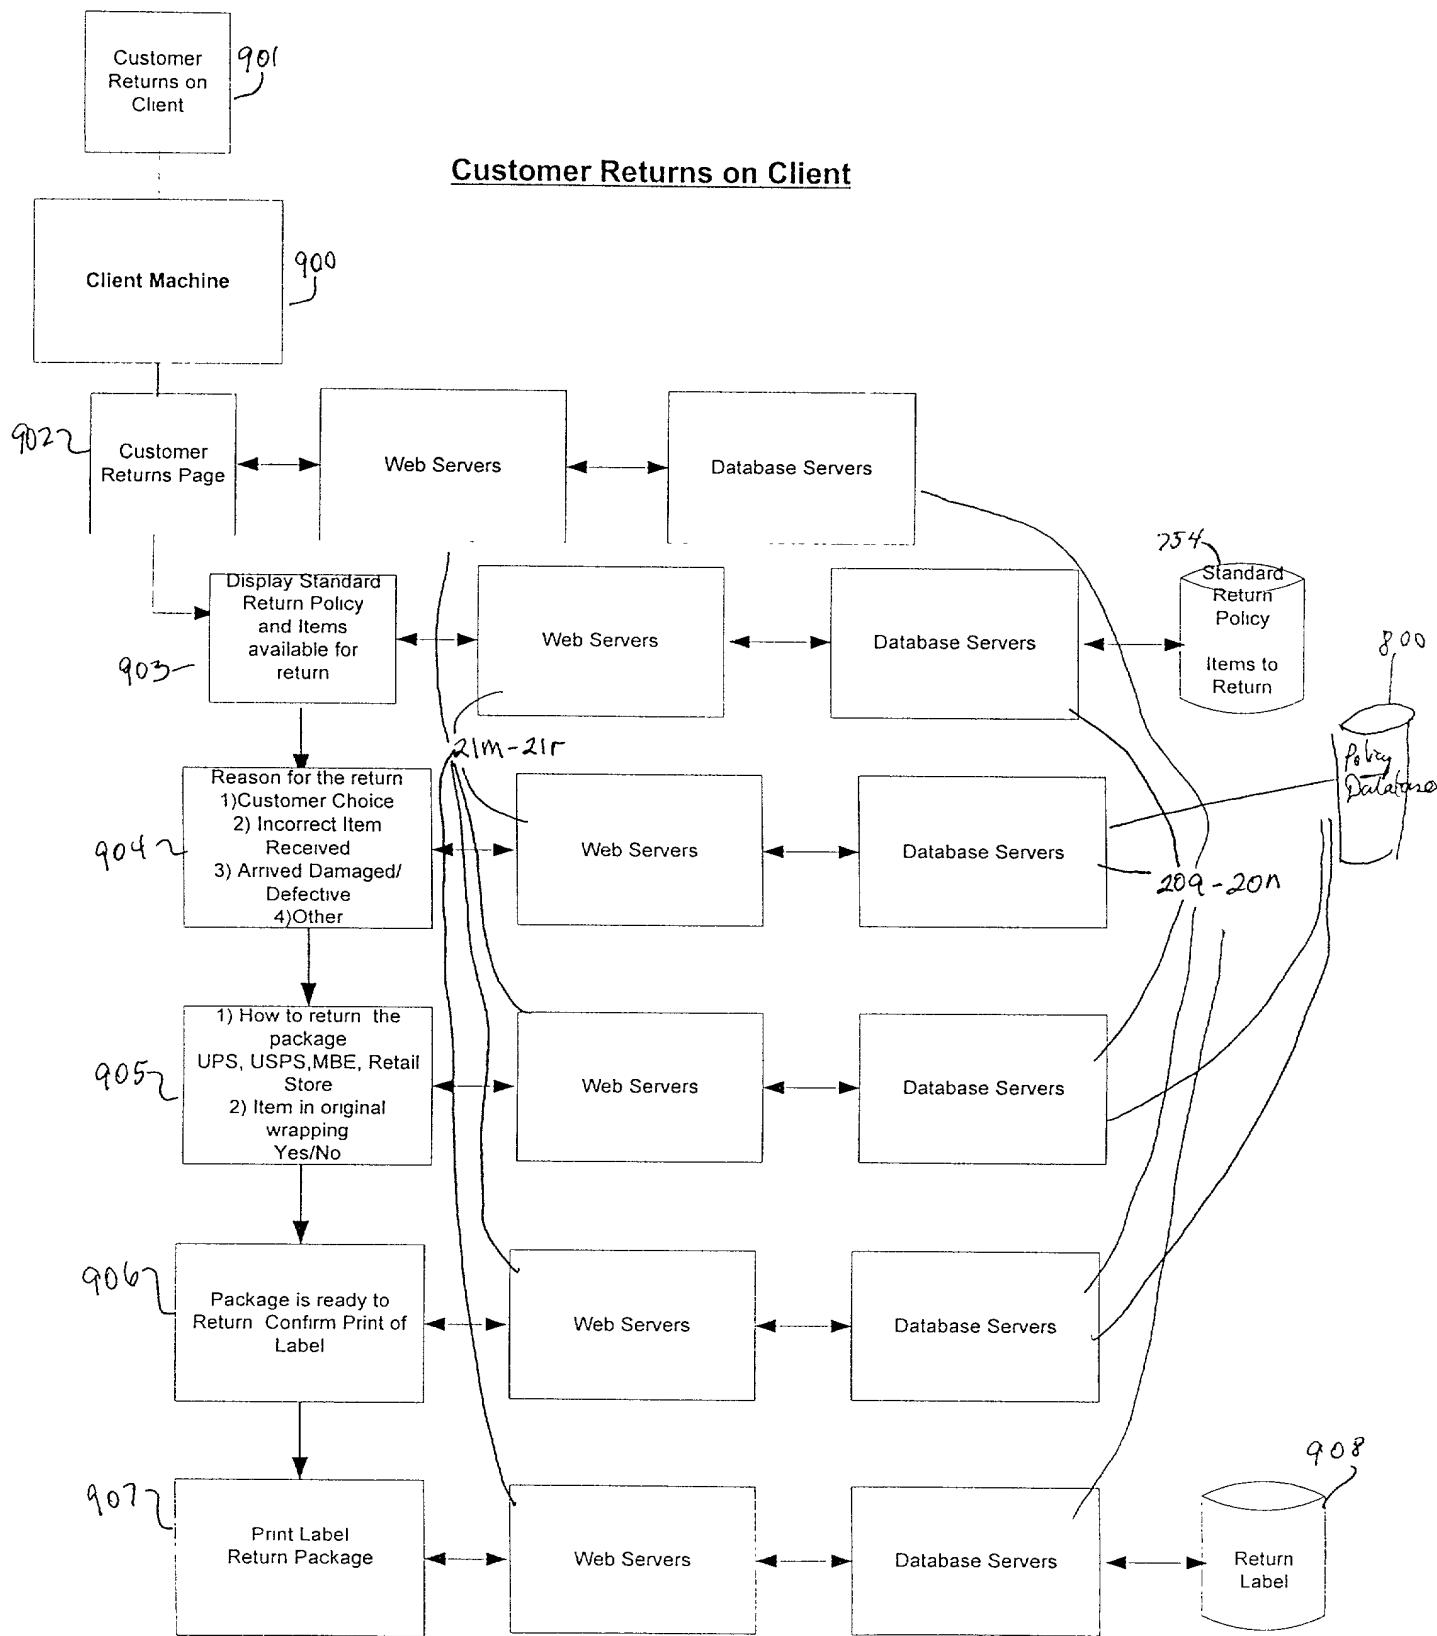 Customer
Returns on
Client
901
Customer Returns on Client
Client Machine
900
902
Customer
Returns Page
Web Servers
Database Servers
Display Standard
Return Policy
and Items
available for
return
903
Web Servers
Database Servers
754
Standard
Return
Policy
Items to
Return
800
Policy
Database
21m-21r
Reason for the return
1)Customer Choice
2) Incorrect Item
Received
3) Arrived Damaged/
Defective
4)Other
904
Web Servers
Database Servers
20q-20n
1) How to return the
package
UPS, USPS,MBE, Retail
Store
2) Item in original
wrapping
Yes/No
905
Web Servers
Database Servers
906
Package is ready to
Return Confirm Print of
Label
Web Servers
Database Servers
907
Print Label
Return Package
Web Servers
Database Servers
908
Return
Label